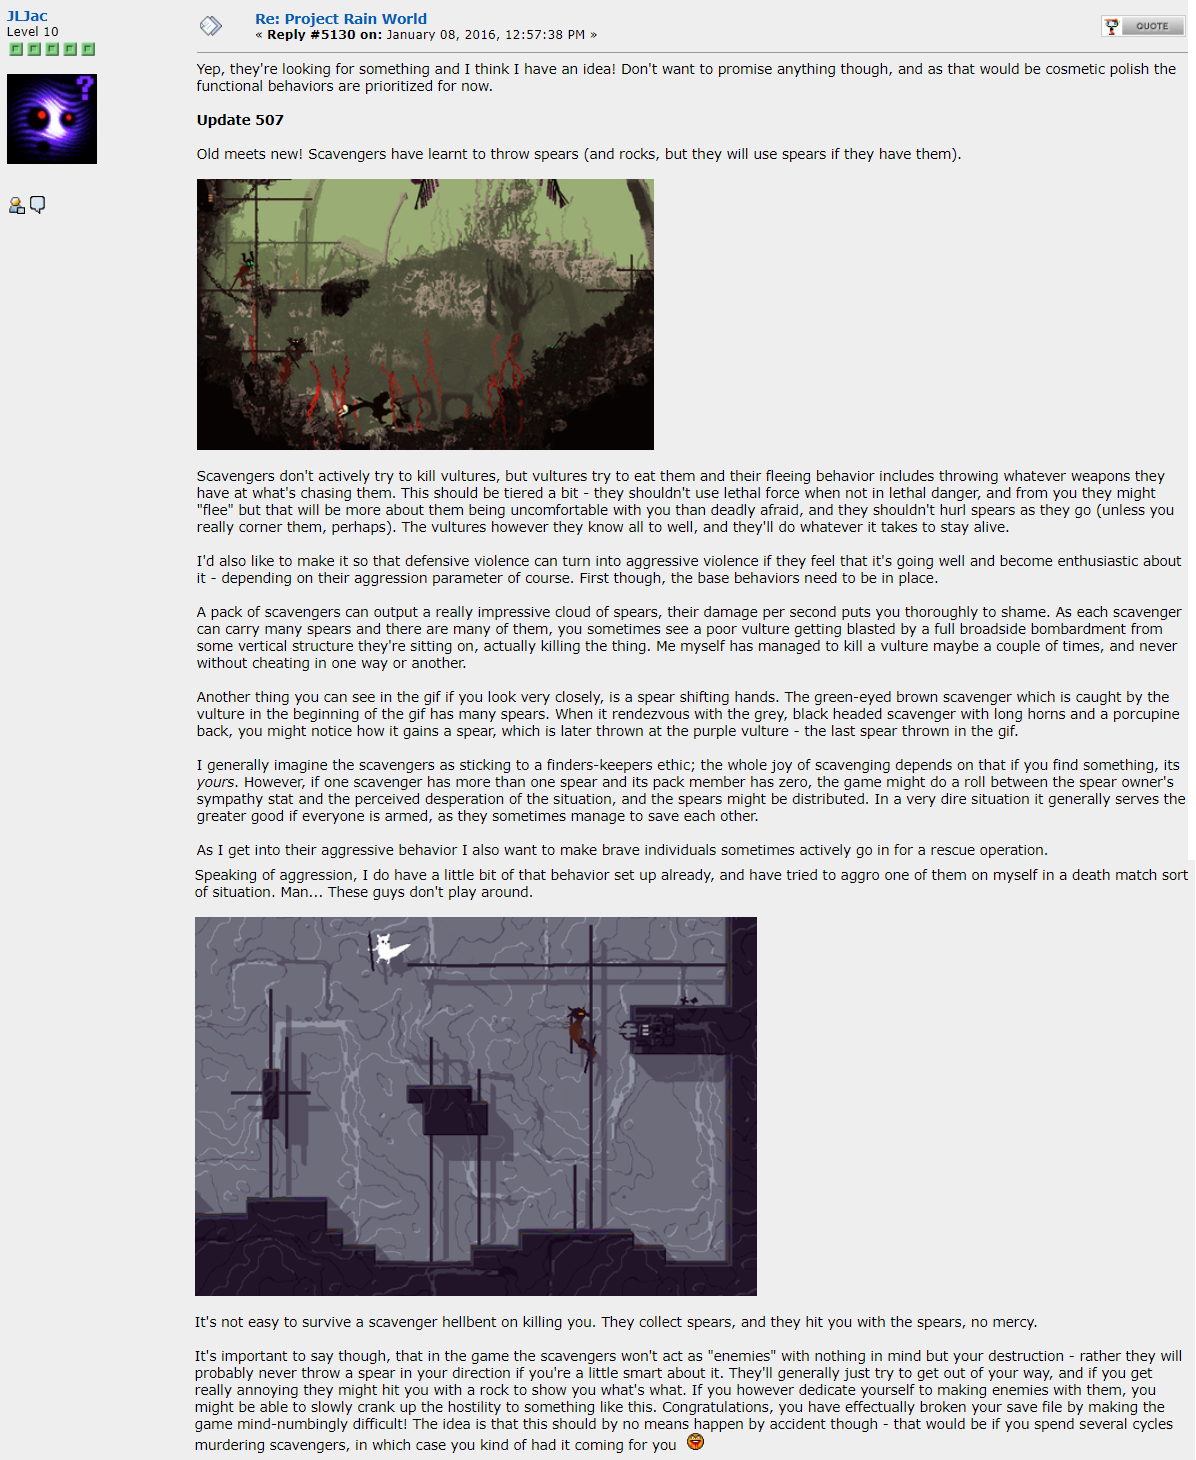 JLJac
Level 10
Re: Project Rain World
« Reply #5130 on: January 08, 2016, 12:57:38 PM »
QUOTE
Yep, they're looking for something and I think I have an idea! Don't want to promise anything though, and as that would be cosmetic polish the
functional behaviors are prioritized for now.
Update 507
Old meets new! Scavengers have learnt to throw spears (and rocks, but they will use spears if they have them).
Scavengers don't actively try to kill vultures, but vultures try to eat them and their fleeing behavior includes throwing whatever weapons they
have at what's chasing them. This should be tiered a bit - they shouldn't use lethal force when not in lethal danger, and from you they might
"flee" but that will be more about them being uncomfortable with you than deadly afraid, and they shouldn't hurl spears as they go (unless you
really corner them, perhaps). The vultures however they know all to well, and they'll do whatever it takes to stay alive.
I'd also like to make it so that defensive violence can turn into aggressive violence if they feel that it's going well and become enthusiastic about
it - depending on their aggression parameter of course. First though, the base behaviors need to be in place.
A pack of scavengers can output a really impressive cloud of spears, their damage per second puts you thoroughly to shame. As each scavenger
can carry many spears and there are many of them, you sometimes see a poor vulture getting blasted by a full broadside bombardment from
some vertical structure they're sitting on, actually killing the thing. Me myself has managed to kill a vulture maybe a couple of times, and never
without cheating in one way or another.
Another thing you can see in the gif if you look very closely, is a spear shifting hands. The green-eyed brown scavenger which is caught by the
vulture in the beginning of the gif has many spears. When it rendezvous with the grey, black headed scavenger with long horns and a porcupine
back, you might notice how it gains a spear, which is later thrown at the purple vulture - the last spear thrown in the gif.
I generally imagine the scavengers as sticking to a finders-keepers ethic; the whole joy of scavenging depends on that if you find something, its
yours. However, if one scavenger has more than one spear and its pack member has zero, the game might do a roll between the spear owner's
sympathy stat and the perceived desperation of the situation, and the spears might be distributed. In a very dire situation it generally serves the
greater good if everyone is armed, as they sometimes manage to save each other.
As I get into their aggressive behavior I also want to make brave individuals sometimes actively go in for a rescue operation.
Speaking of aggression, I do have a little bit of that behavior set up already, and have tried to aggro one of them on myself in a death match sort
of situation. Man... These guys don't play around.
It's not easy to survive a scavenger hellbent on killing you. They collect spears, and they hit you with the spears, no mercy.
It's important to say though, that in the game the scavengers won't act as "enemies" with nothing in mind but your destruction - rather they will
probably never throw a spear in your direction if you're a little smart about it. They'll generally just try to get out of your way, and if you get
really annoying they might hit you with a rock to show you what's what. If you however dedicate yourself to making enemies with them, you
might be able to slowly crank up the hostility to something like this. Congratulations, you have effectually broken your save file by making the
game mind-numbingly difficult! The idea is that this should by no means happen by accident though - that would be if you spend several cycles
murdering scavengers, in which case you kind of had it coming for you